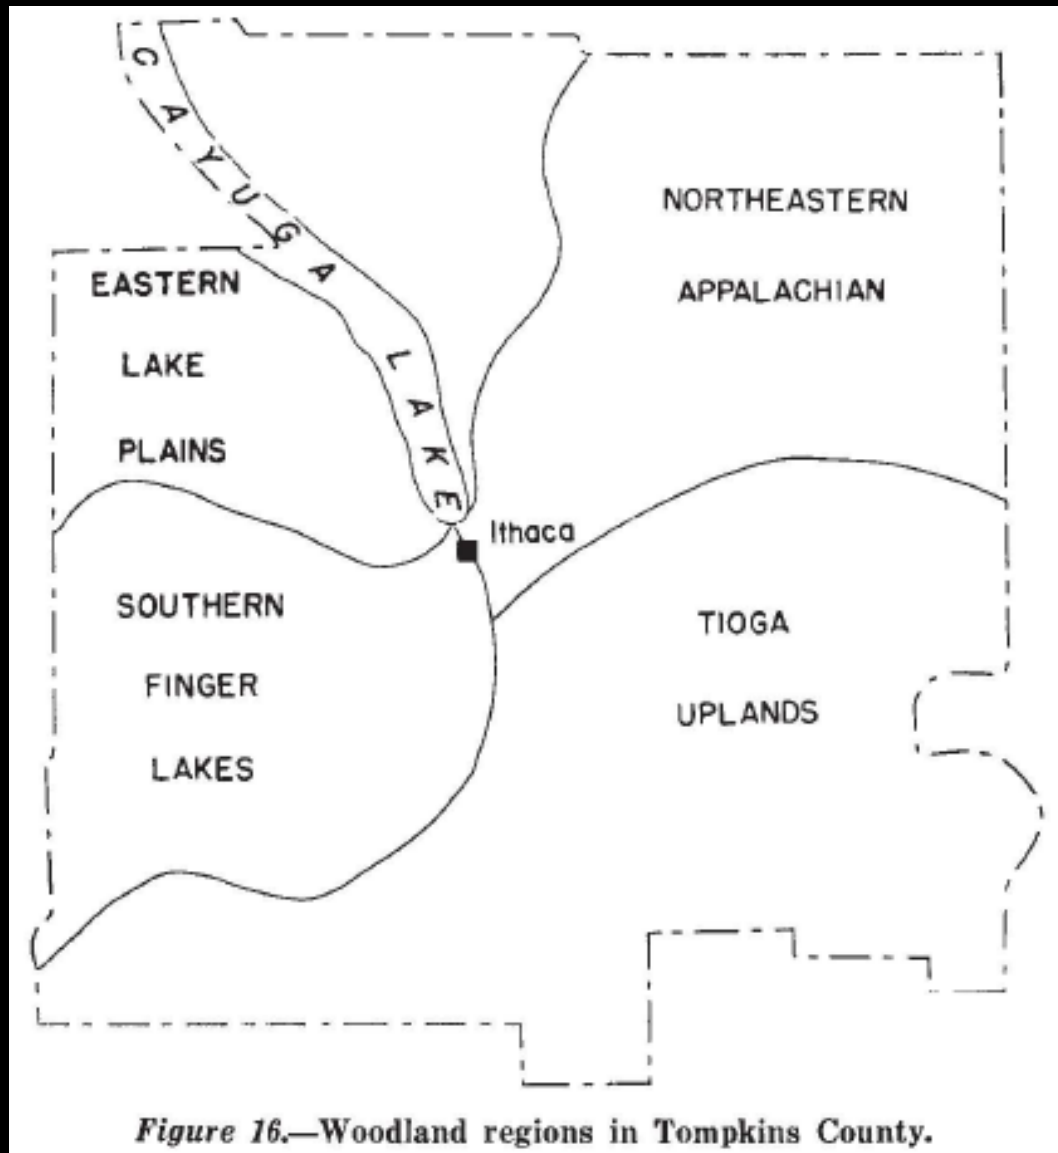 CAYUGA LAKE
NORTHEASTERN
APPALACHIAN
EASTERN
LAKE
PLAINS
Ithaca
SOUTHERN
FINGER
LAKES
TIOGA
UPLANDS
Figure 16.—Woodland regions in Tompkins County.